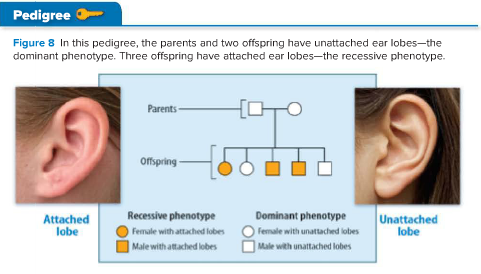 Pedigree
Figure 8 In this pedigree, the parents and two offspring have unattached ear lobes—the
dominant phenotype. Three offspring have attached ear lobes—the recessive phenotype.
Parents
Offspring
Attached
lobe
Recessive phenotype
Female with attached lobes
Male with attached lobes
Dominant phenotype
Female with unattached lobes
Male with unattached lobes
Unattached
lobe